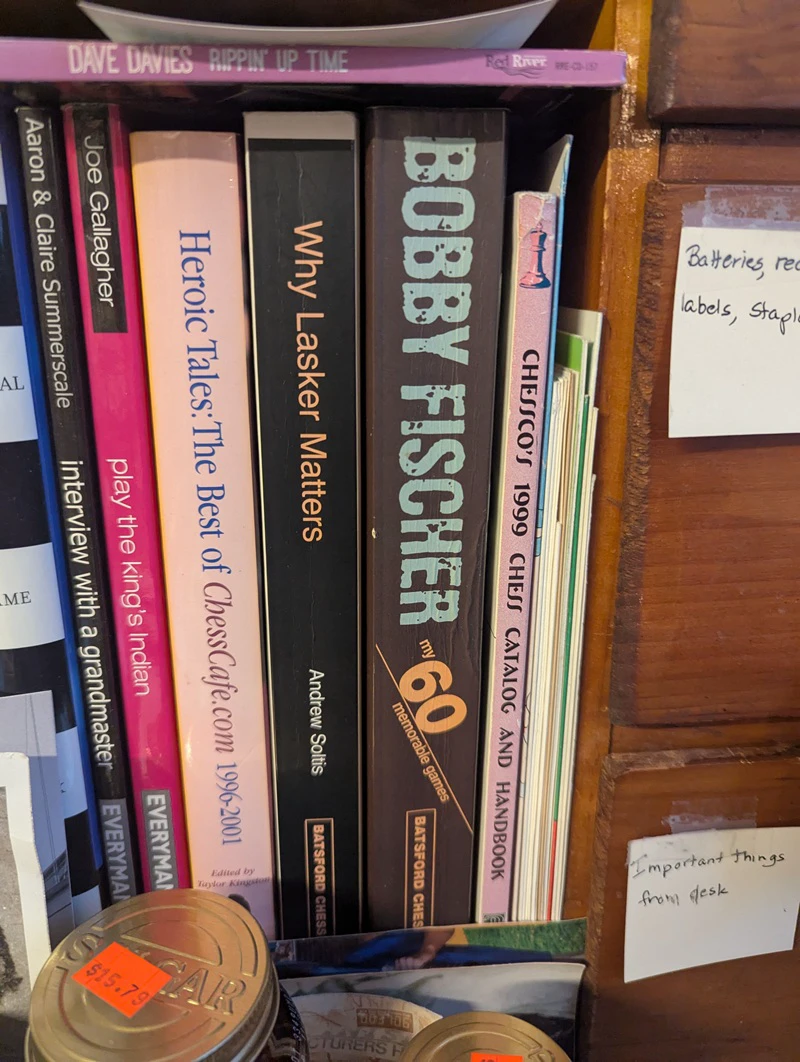 DAVE DAVIES RIPPIN' UP TIME Red River
AL
AME
Aaron & Claire Summerscale interview with a grandmaster EVERYMAN
Joe Gallagher play the king's Indian EVERYMAN
Heroic Tales: The Best of ChessCafe.com 1996-2001
Edited by
Taylor Kingston
Why Lasker Matters Andrew Soltis BATSFORD CHESS
BOBBY FISCHER
my
60
memorable games
BATSFORD CHES
CHESSCO'S 1999 CHESS CATALOG AND HANDBOOK
Batteries,
labels,
Important things
from desk
$15.79